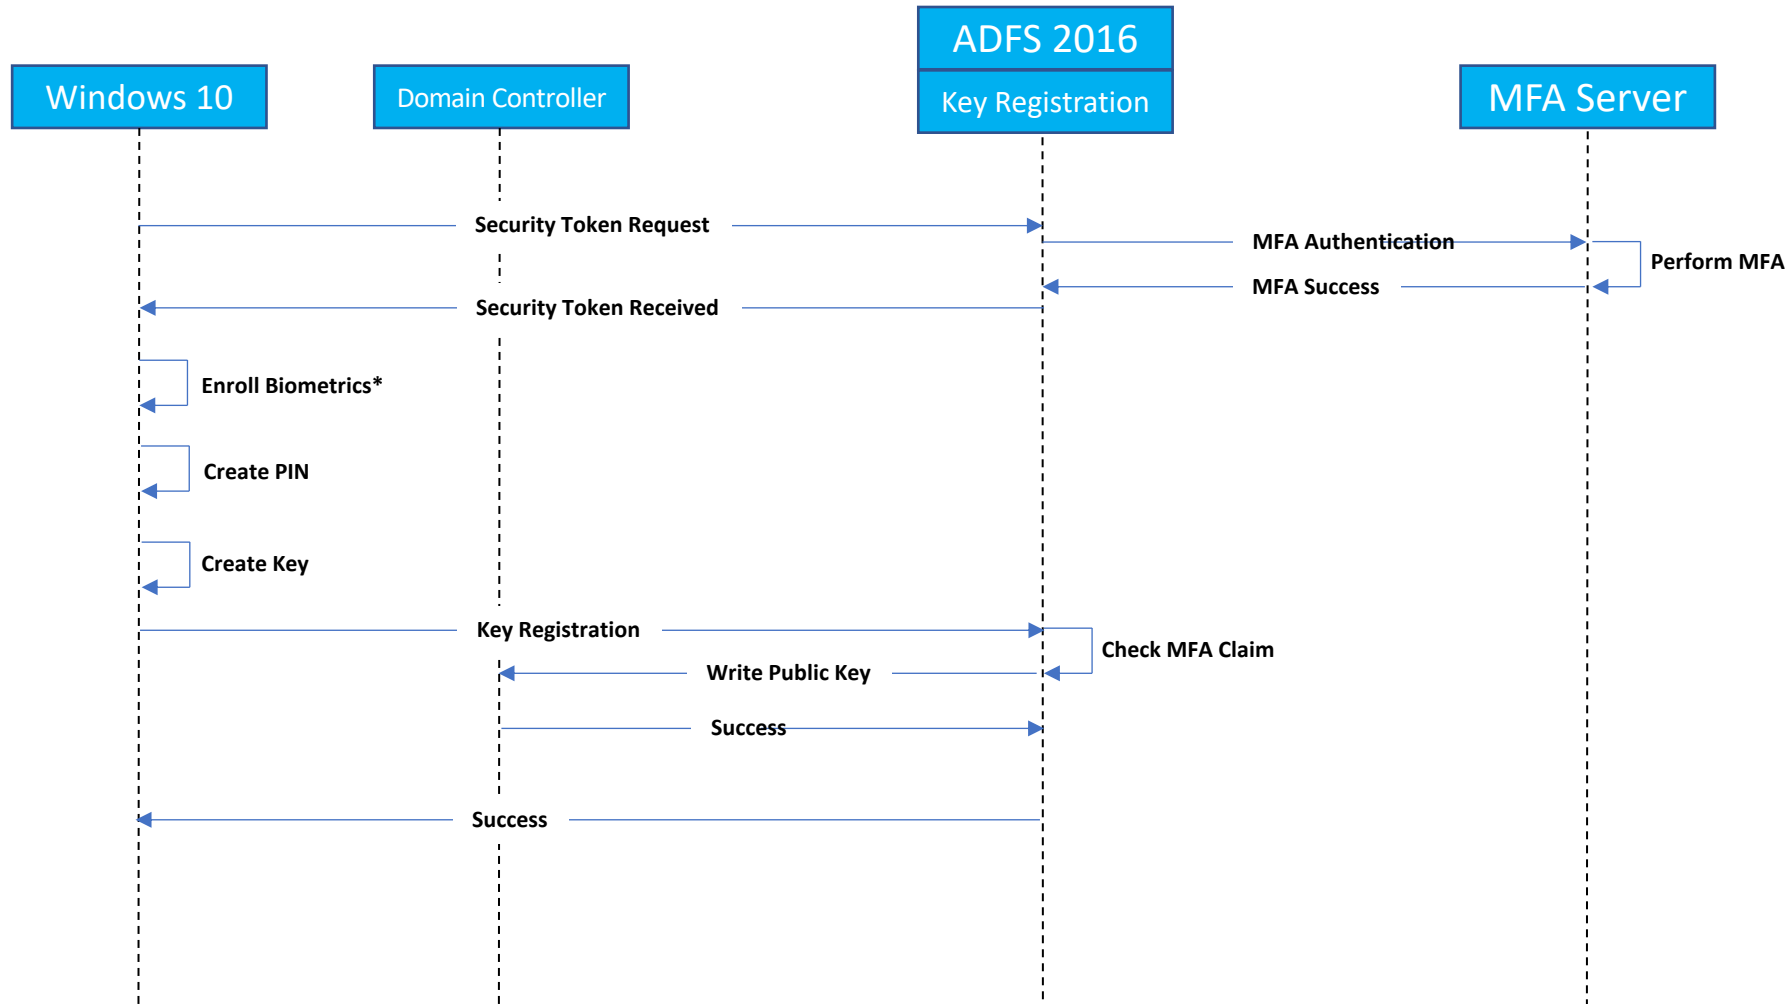 Windows 10
Domain Controller
ADFS 2016
Key Registration
MFA Server
Security Token Request
MFA Authentication
Perform MFA
MFA Success
Security Token Received
Enroll Biometrics*
Create PIN
Create Key
Key Registration
Check MFA Claim
Write Public Key
Success
Success